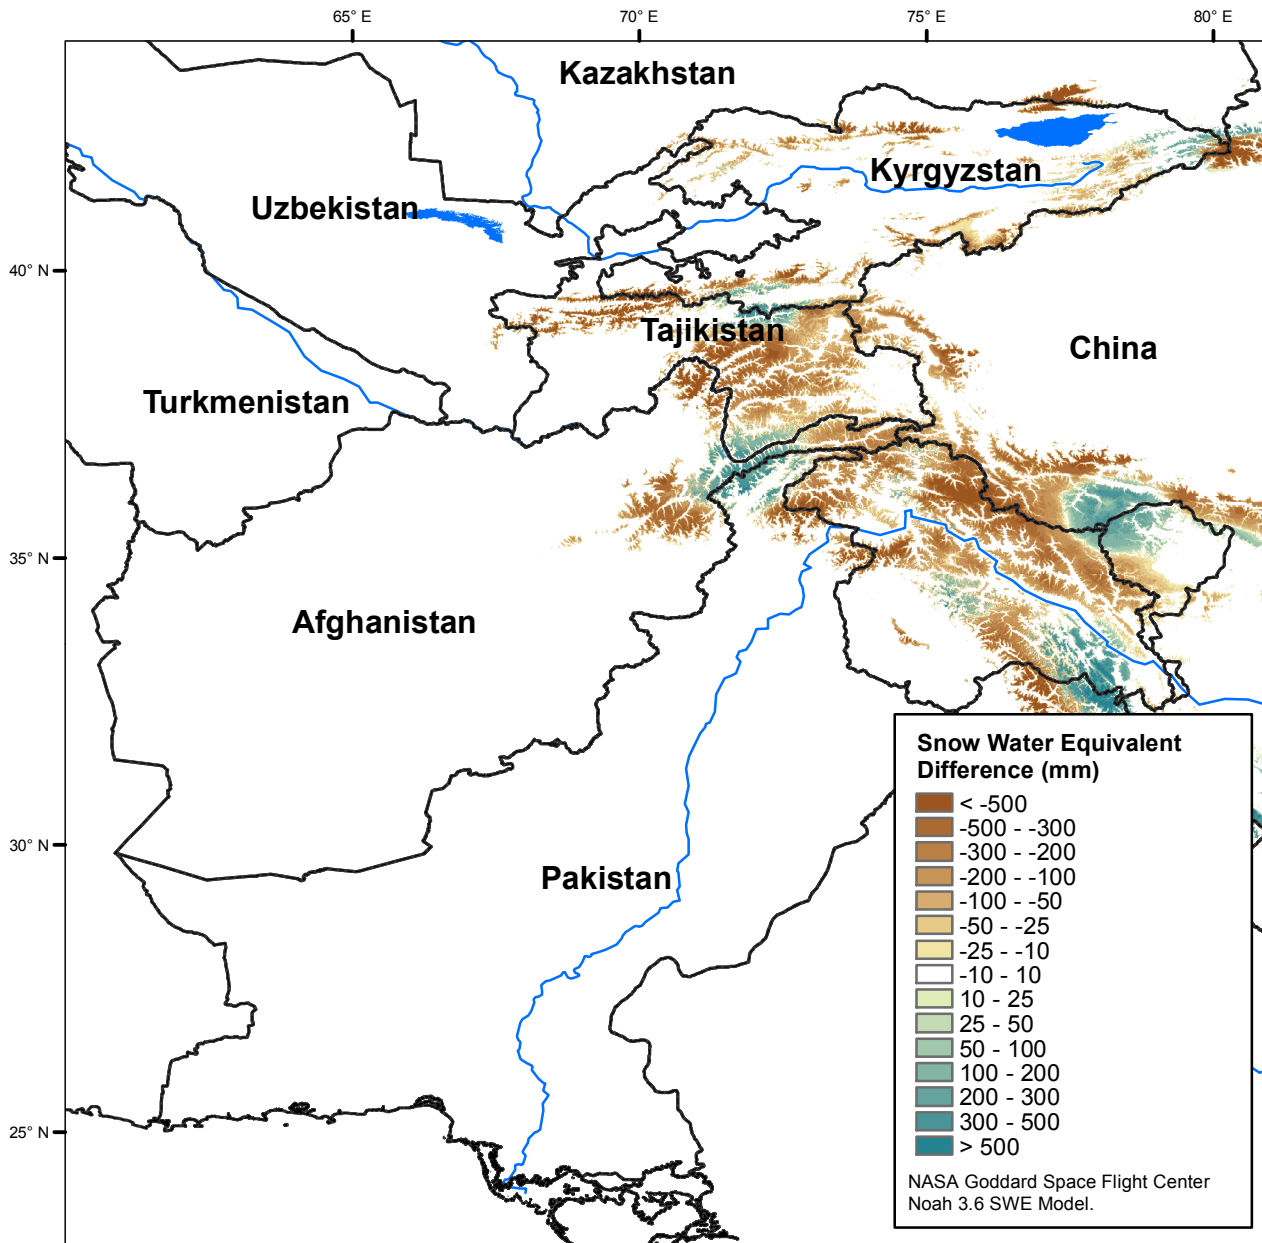 65° E
70° E
75° E
80° E
Kazakhstan
Kyrgyzstan
Uzbekistan
40° N
Tajikistan
China
Turkmenistan
35° N
Afghanistan
Snow Water Equivalent
Difference (mm)
< -500
-500 - -300
-300 - -200
-200 - -100
-100 - -50
-50 - -25
-25 - -10
-10 - 10
10 - 25
25 - 50
50 - 100
100 - 200
200 - 300
300 - 500
> 500
30° N
Pakistan
25° N
NASA Goddard Space Flight Center
Noah 3.6 SWE Model.